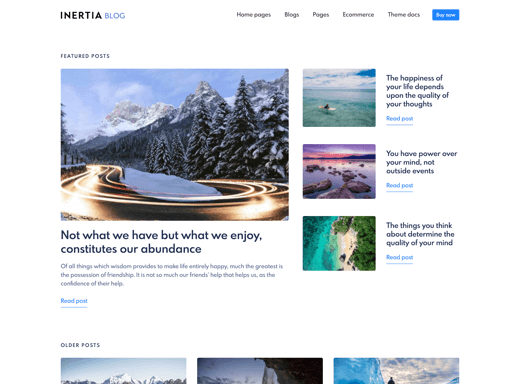 INERTIA BLOG
Home pages
Blogs
Pages
Ecommerce
Theme docs
Buy now
FEATURED POSTS
Not what we have but what we enjoy,
constitutes our abundance
Of all things which wisdom provides to make life entirely happy, much the greatest is
the possession of friendship. It is not so much our friends' help that helps us, as the
confidence of their help.
Read post
The happiness of
your life depends
upon the quality of
your thoughts
Read post
You have power over
your mind, not
outside events
Read post
The things you think
about determine the
quality of your mind
Read post
OLDER POSTS